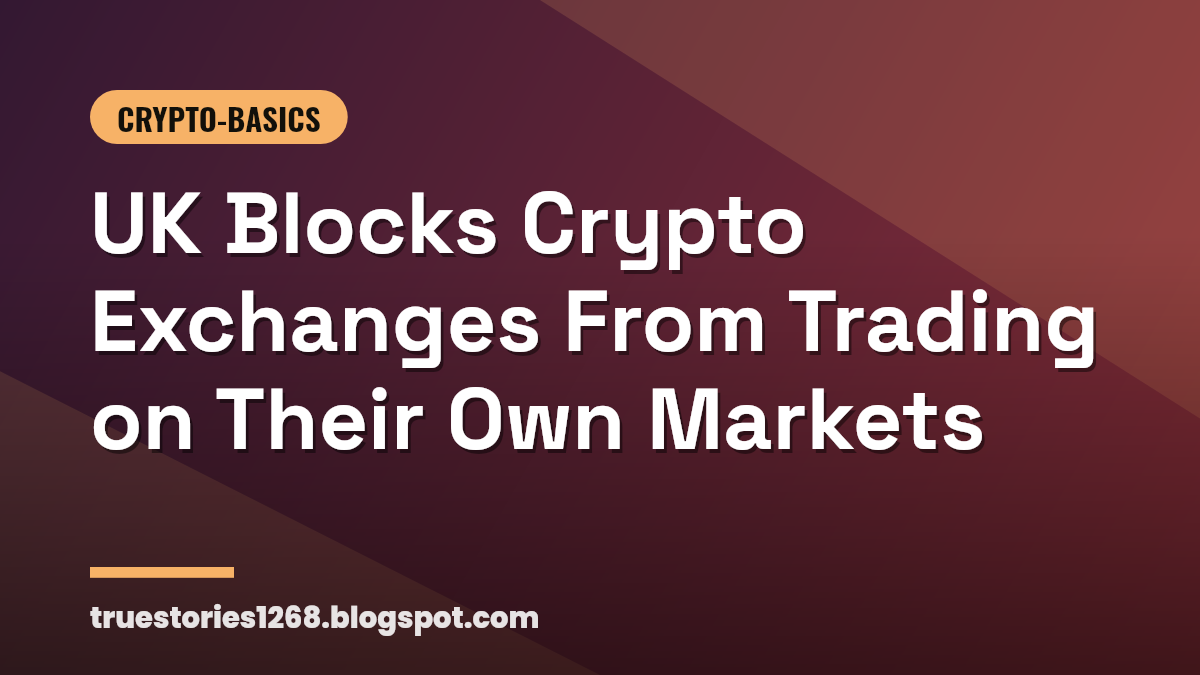 CRYPTO-BASICS
UK Blocks Crypto
Exchanges From Trading
on Their Own Markets
truestories1268.blogspot.com